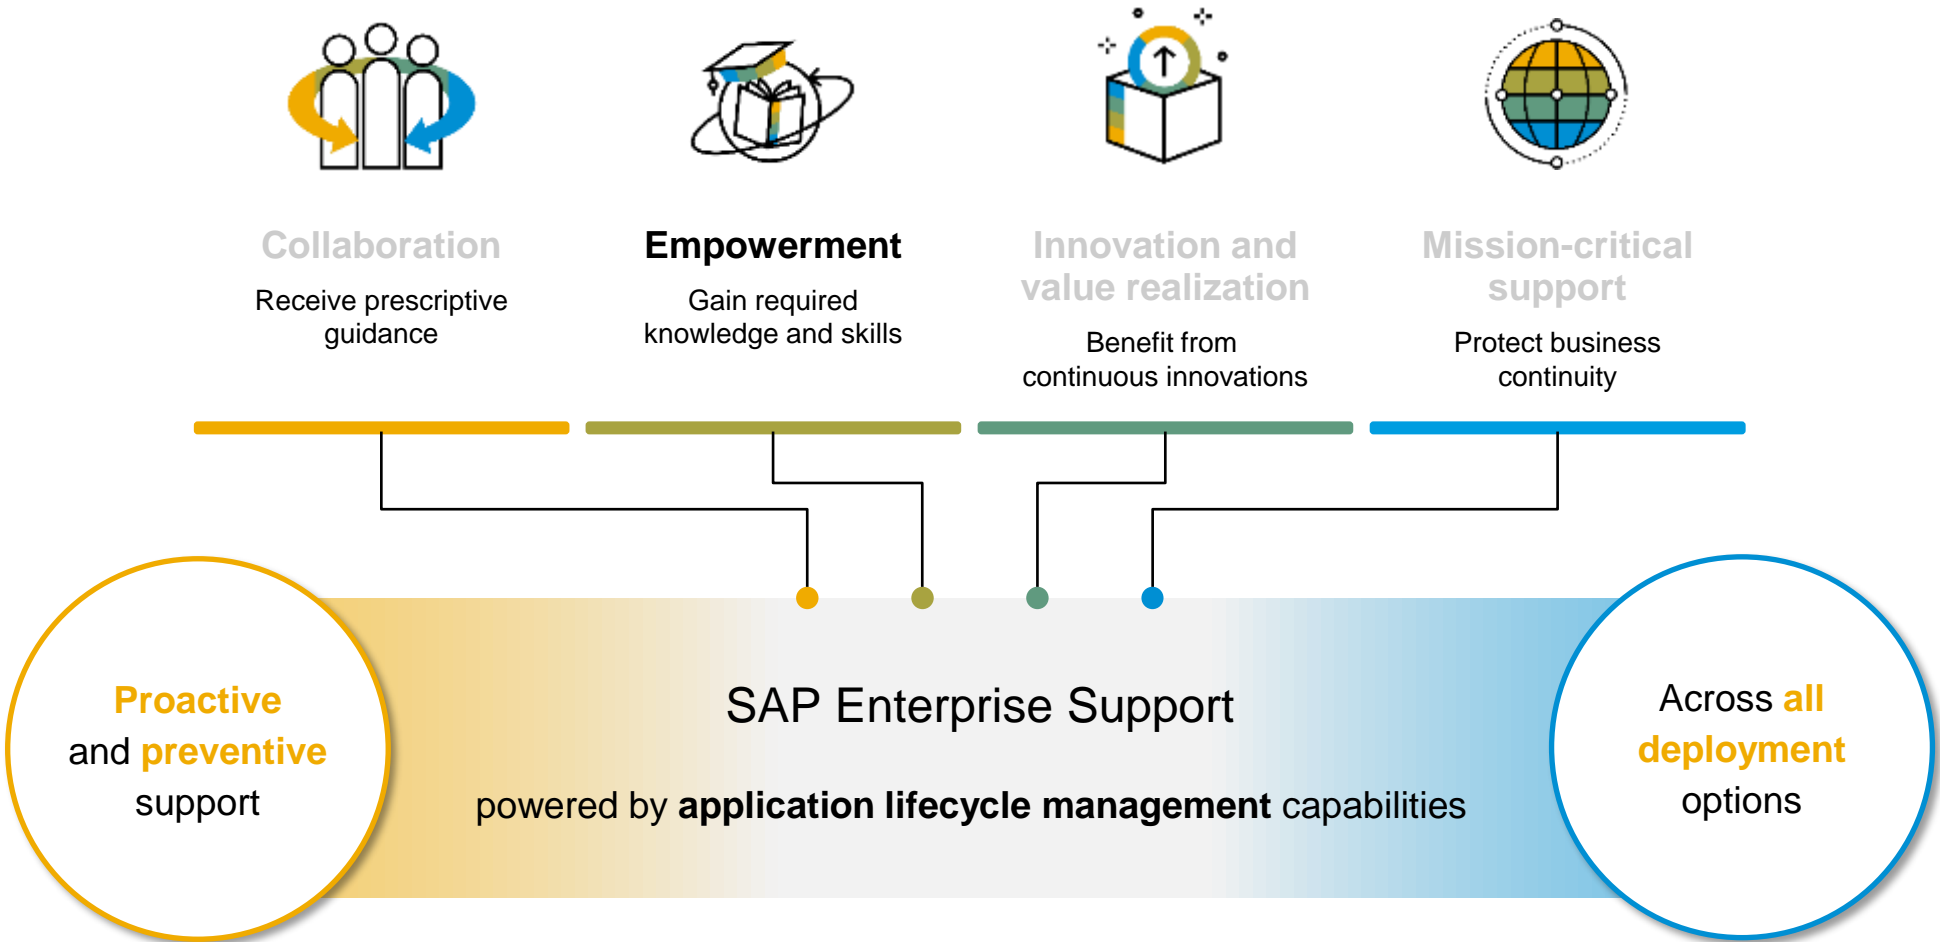 Collaboration
Receive prescriptive
guidance
Empowerment
Gain required
knowledge and skills
Innovation and
value realization
Benefit from
continuous innovations
Mission-critical
support
Protect business
continuity
Proactive
and preventive
support
SAP Enterprise Support
powered by application lifecycle management capabilities
Across all
deployment
options